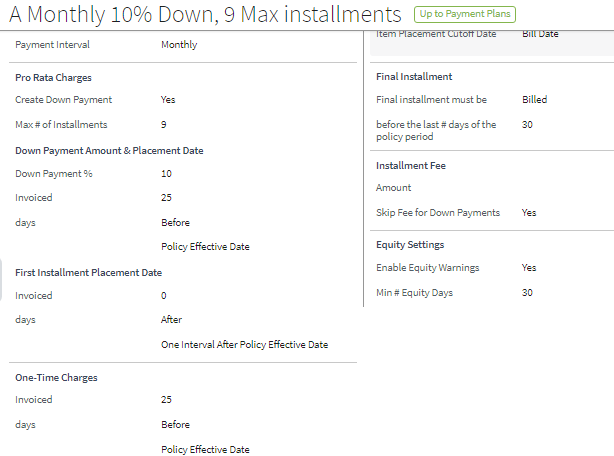 A Monthly 10% Down, 9 Max installments Up to Payment Plans
Payment Interval Monthly
Pro Rata Charges
Create Down Payment Yes
Max # of Installments 9
Down Payment Amount & Placement Date
Down Payment % 10
Invoiced 25
days Before
Policy Effective Date
First Installment Placement Date
Invoiced 0
days After
One Interval After Policy Effective Date
One-Time Charges
Invoiced 25
days Before
Policy Effective Date
Item Placement Cutoff Date Bill Date
Final Installment
Final installment must be Billed
before the last # days of the 30
policy period
Installment Fee
Amount
Skip Fee for Down Payments Yes
Equity Settings
Enable Equity Warnings Yes
Min # Equity Days 30